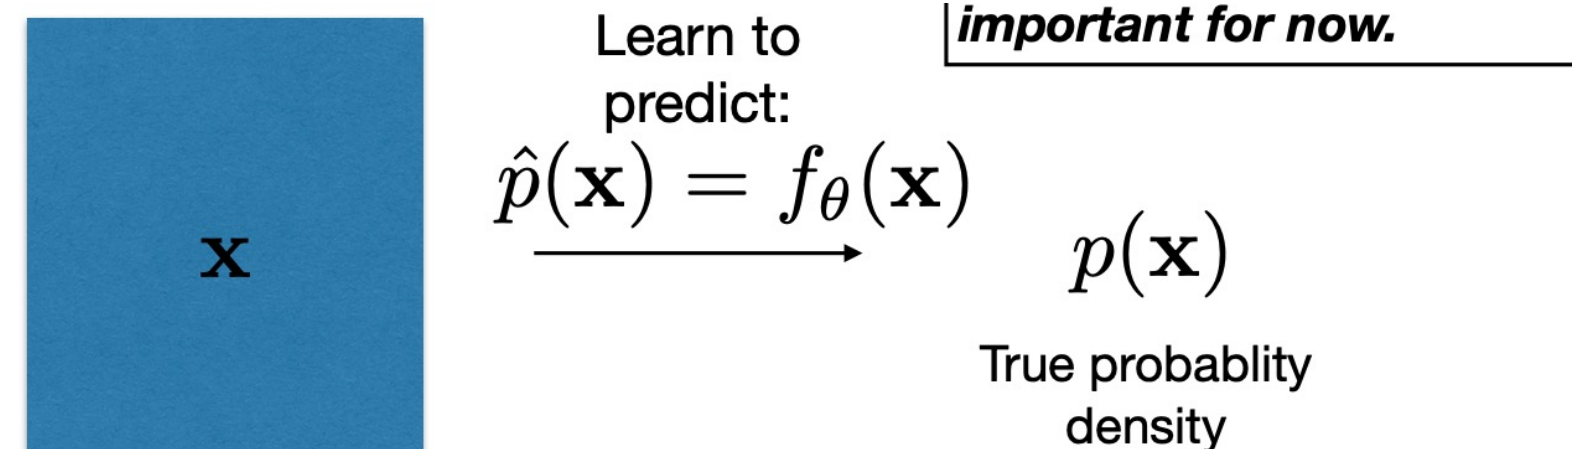 Learn to
predict:
important for now.
p̂(x) = f_θ(x)
x
p(x)
True probablity
density